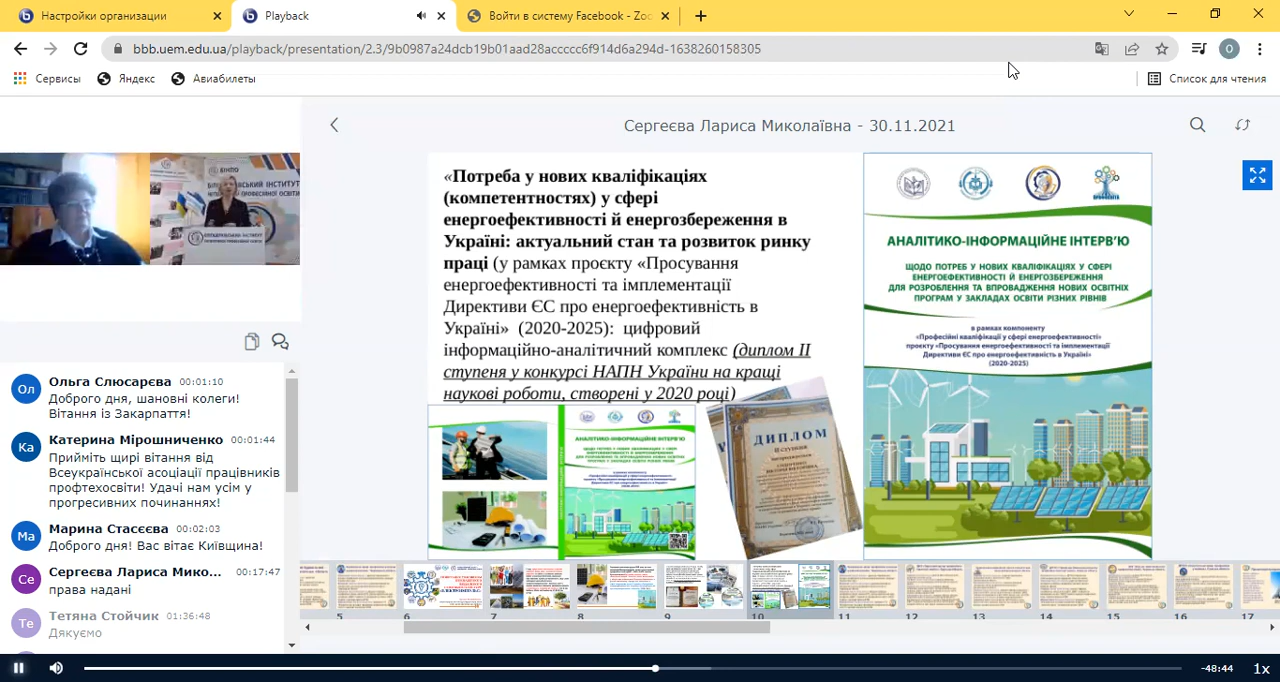 Настройки организации
Playback
Войти в систему Facebook - Zoo
bbb.uem.edu.ua/playback/presentation/2.3/9b0987a24dcb19b01aad28accccc6f914d6a294d-1638260158305
О
Сервисы
Яндекс
Авиабилеты
Список для чтения
Сергеєва Лариса Миколаївна - 30.11.2021
«Потреба у нових кваліфікаціях
(компетентностях) у сфері
енергоефективності й енергозбереження в
Україні: актуальний стан та розвиток ринку
праці (у рамках проєкту «Просування
енергоефективності та імплементації
Директиви ЄС про енергоефективність в
Україні» (2020-2025): цифровий
інформаційно-аналітичний комплекс (диплом ІІ
ступеня у конкурсі НАПН України на кращі
наукові роботи, створені у 2020 році)
АНАЛІТИКО-ІНФОРМАЦІЙНЕ ІНТЕРВ'Ю
ДИПЛОМ
АНАЛІТИКО-ІНФОРМАЦІЙНЕ ІНТЕРВ'Ю
ЩОДО ПОТРЕБ У НОВИХ КВАЛІФІКАЦІЯХ У СФЕРІ
ЕНЕРГОЕФЕКТИВНОСТІ Й ЕНЕРГОЗБЕРЕЖЕННЯ
ДЛЯ РОЗРОБЛЕННЯ ТА ВПРОВАДЖЕННЯ НОВИХ ОСВІТНІХ
ПРОГРАМ У ЗАКЛАДАХ ОСВІТИ РІЗНИХ РІВНІВ
в рамках компоненту
«Професійні кваліфікації у сфері енергоефективності»
проєкту «Просування енергоефективності та імплементації
Директиви ЄС про енергоефективність в Україні»
(2020-2025)
Ол
Ольга Слюсарєва 00:01:10
Доброго дня, шановні колеги!
Вітання із Закарпаття!
Ка
Катерина Мірошниченко 00:01:44
Прийміть щирі вітання від
Всеукраїнської асоціації працівників
профтехосвіти! Удачі нам усім у
прогресивних починаннях!
Ма
Марина Стасєєва 00:02:03
Доброго дня! Вас вітає Київщина!
Се
Сергеєва Лариса Мико... 00:17:47
права надані
Те
Тетяна Стойчик 01:36:48
Дякуємо
5 6 7 8 9 10 11 12 13 14 15 16 17
-48:44 1x